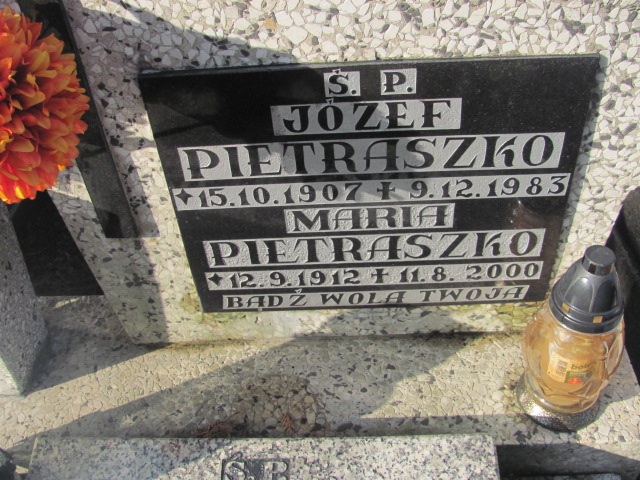 Ś. P.
JÓZEF
PIETRASZKO
✦15.10.1907 ✝ 9.12.1983
MARIA
PIETRASZKO
✦12.9.1912 ✝ 11.8.2000
BĄDŹ WOLA TWOJA